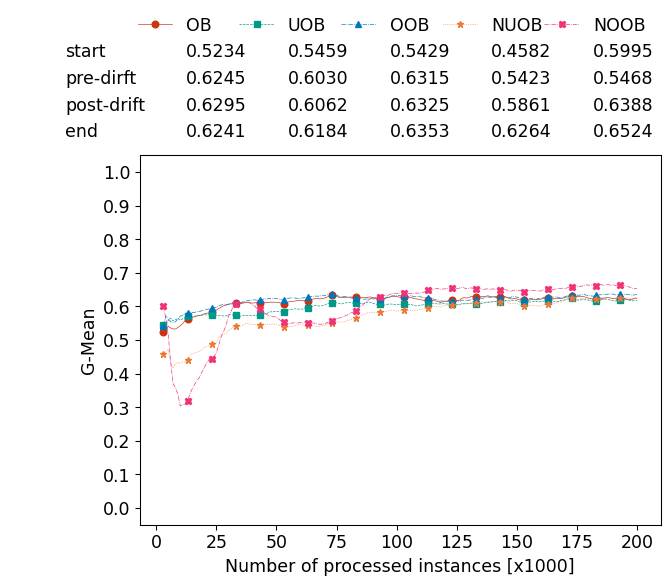 OB UOB OOB NUOB NOOB
start 0.5234 0.5459 0.5429 0.4582 0.5995
pre-dirft 0.6245 0.6030 0.6315 0.5423 0.5468
post-drift 0.6295 0.6062 0.6325 0.5861 0.6388
end 0.6241 0.6184 0.6353 0.6264 0.6524
1.0
0.9
0.8
0.7
0.6
0.5
0.4
0.3
0.2
0.1
0.0
G-Mean
0 25 50 75 100 125 150 175 200
Number of processed instances [x1000]